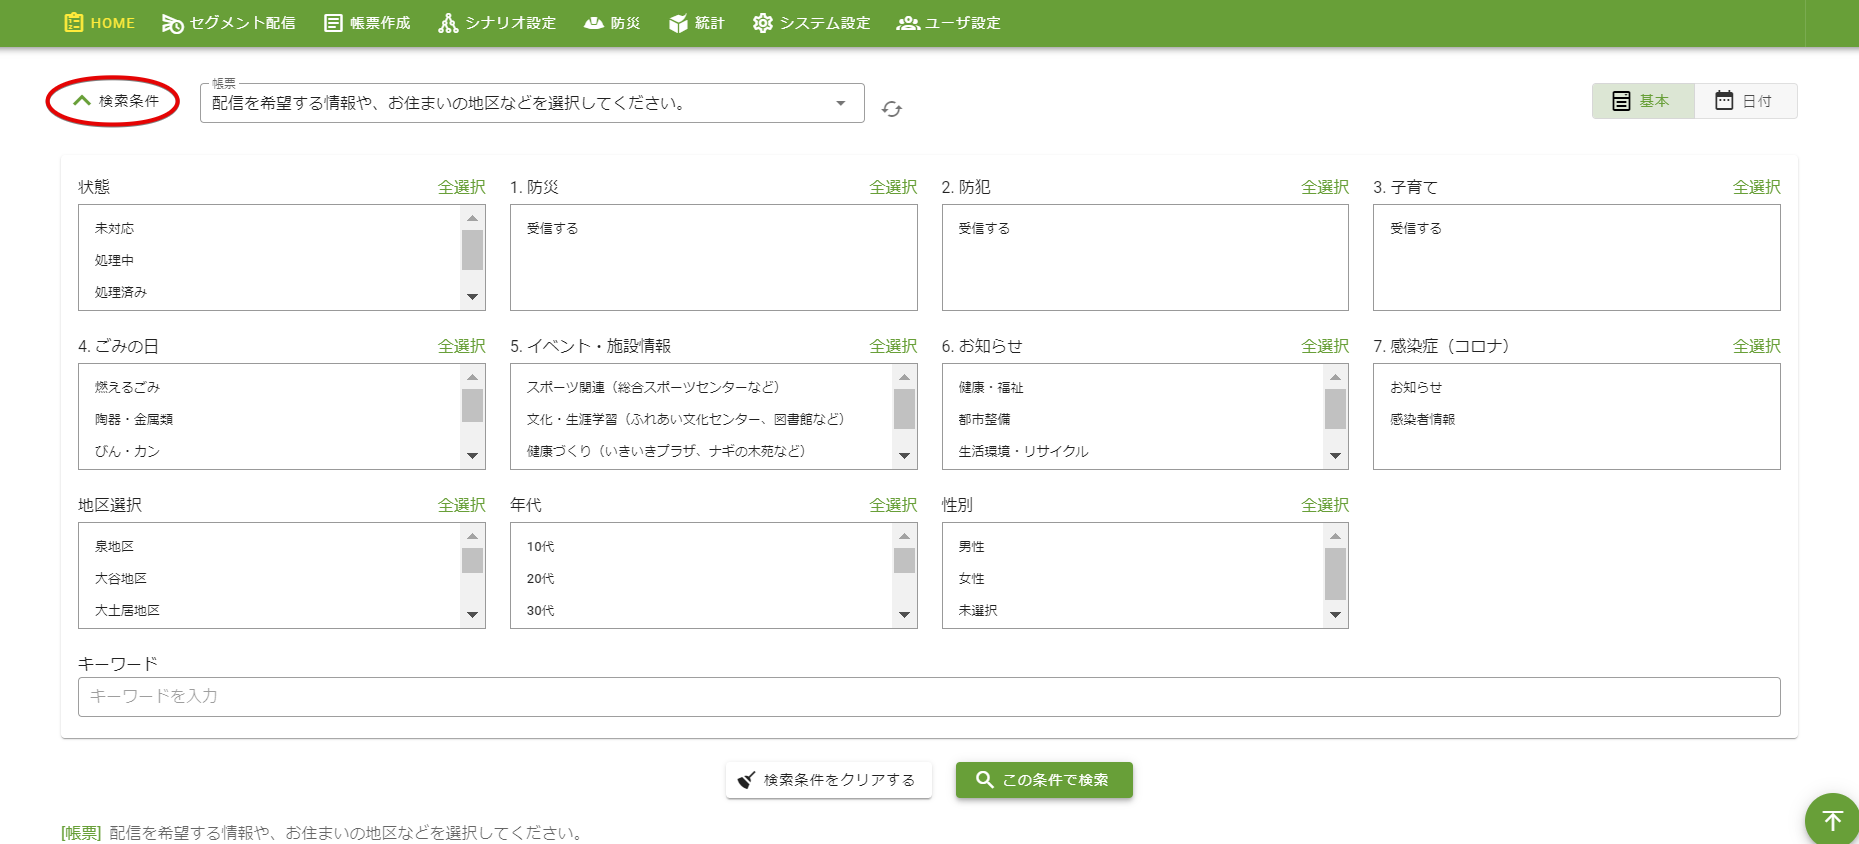 HOME セグメント配信 帳票作成 シナリオ設定 防災 統計 システム設定 ユーザ設定
検索条件
帳票
配信を希望する情報や、お住まいの地区などを選択してください。
基本 日付
状態 全選択
未対応
処理中
処理済み
1. 防災 全選択
受信する
2. 防犯 全選択
受信する
3. 子育て 全選択
受信する
4. ごみの日 全選択
燃えるごみ
陶器・金属類
びん・カン
5. イベント・施設情報 全選択
スポーツ関連（総合スポーツセンターなど）
文化・生涯学習（ふれあい文化センター、図書館など）
健康づくり（いきいきプラザ、ナギの木苑など）
6. お知らせ 全選択
健康・福祉
都市整備
生活環境・リサイクル
7. 感染症（コロナ） 全選択
お知らせ
感染者情報
地区選択 全選択
泉地区
大谷地区
大土居地区
年代 全選択
10代
20代
30代
性別 全選択
男性
女性
未選択
キーワード
キーワードを入力
検索条件をクリアする この条件で検索
[帳票] 配信を希望する情報や、お住まいの地区などを選択してください。